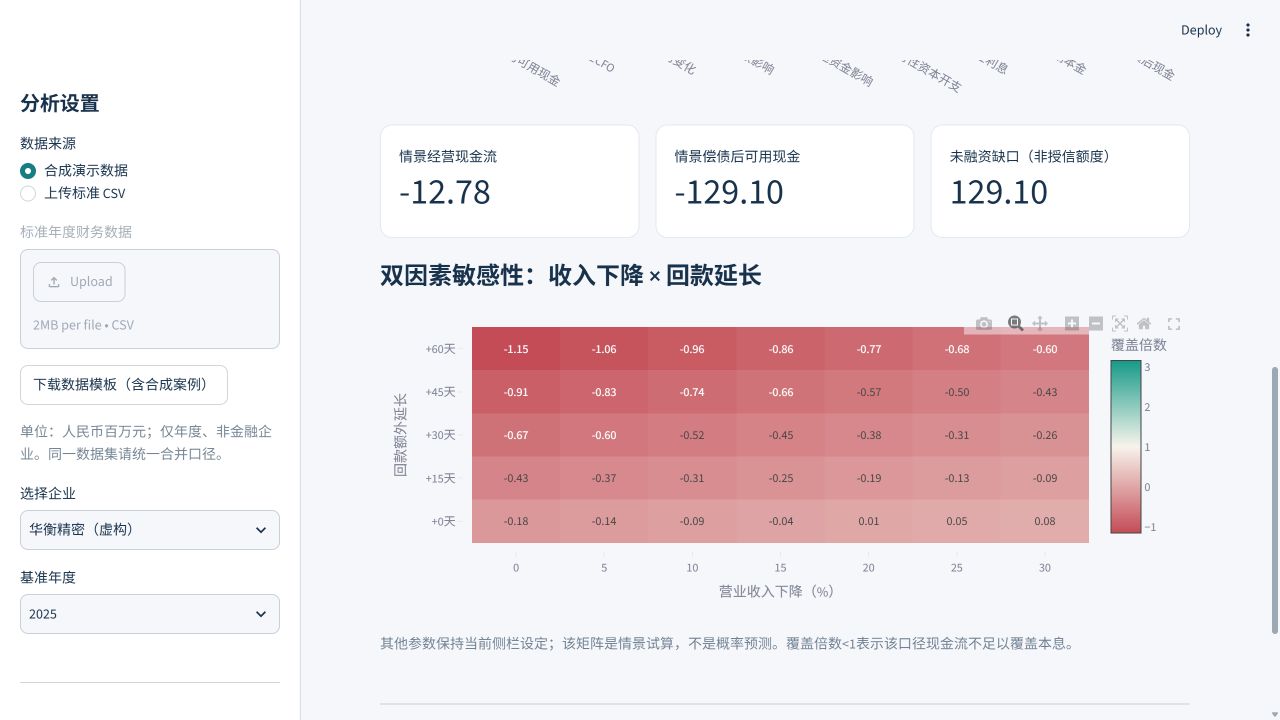 Deploy
分析设置
数据来源
合成演示数据
上传标准 CSV
标准年度财务数据
Upload
2MB per file • CSV
下载数据模板（含合成案例）
单位：人民币百万元；仅年度、非金融企
业。同一数据集请统一合并口径。
选择企业
华衡精密（虚构）
基准年度
2025
可用现金
CFO
变化
影响
资金影响
性资本开支
利息
本金
后现金
情景经营现金流
-12.78
情景偿债后可用现金
-129.10
未融资缺口（非授信额度）
129.10
双因素敏感性：收入下降 × 回款延长
覆盖倍数
回款额外延长
+60天 -1.15 -1.06 -0.96 -0.86 -0.77 -0.68 -0.60
+45天 -0.91 -0.83 -0.74 -0.66 -0.57 -0.50 -0.43
+30天 -0.67 -0.60 -0.52 -0.45 -0.38 -0.31 -0.26
+15天 -0.43 -0.37 -0.31 -0.25 -0.19 -0.13 -0.09
+0天 -0.18 -0.14 -0.09 -0.04 0.01 0.05 0.08
0 5 10 15 20 25 30
营业收入下降（%）
3
2
1
0
−1
其他参数保持当前侧栏设定；该矩阵是情景试算，不是概率预测。覆盖倍数<1表示该口径现金流不足以覆盖本息。